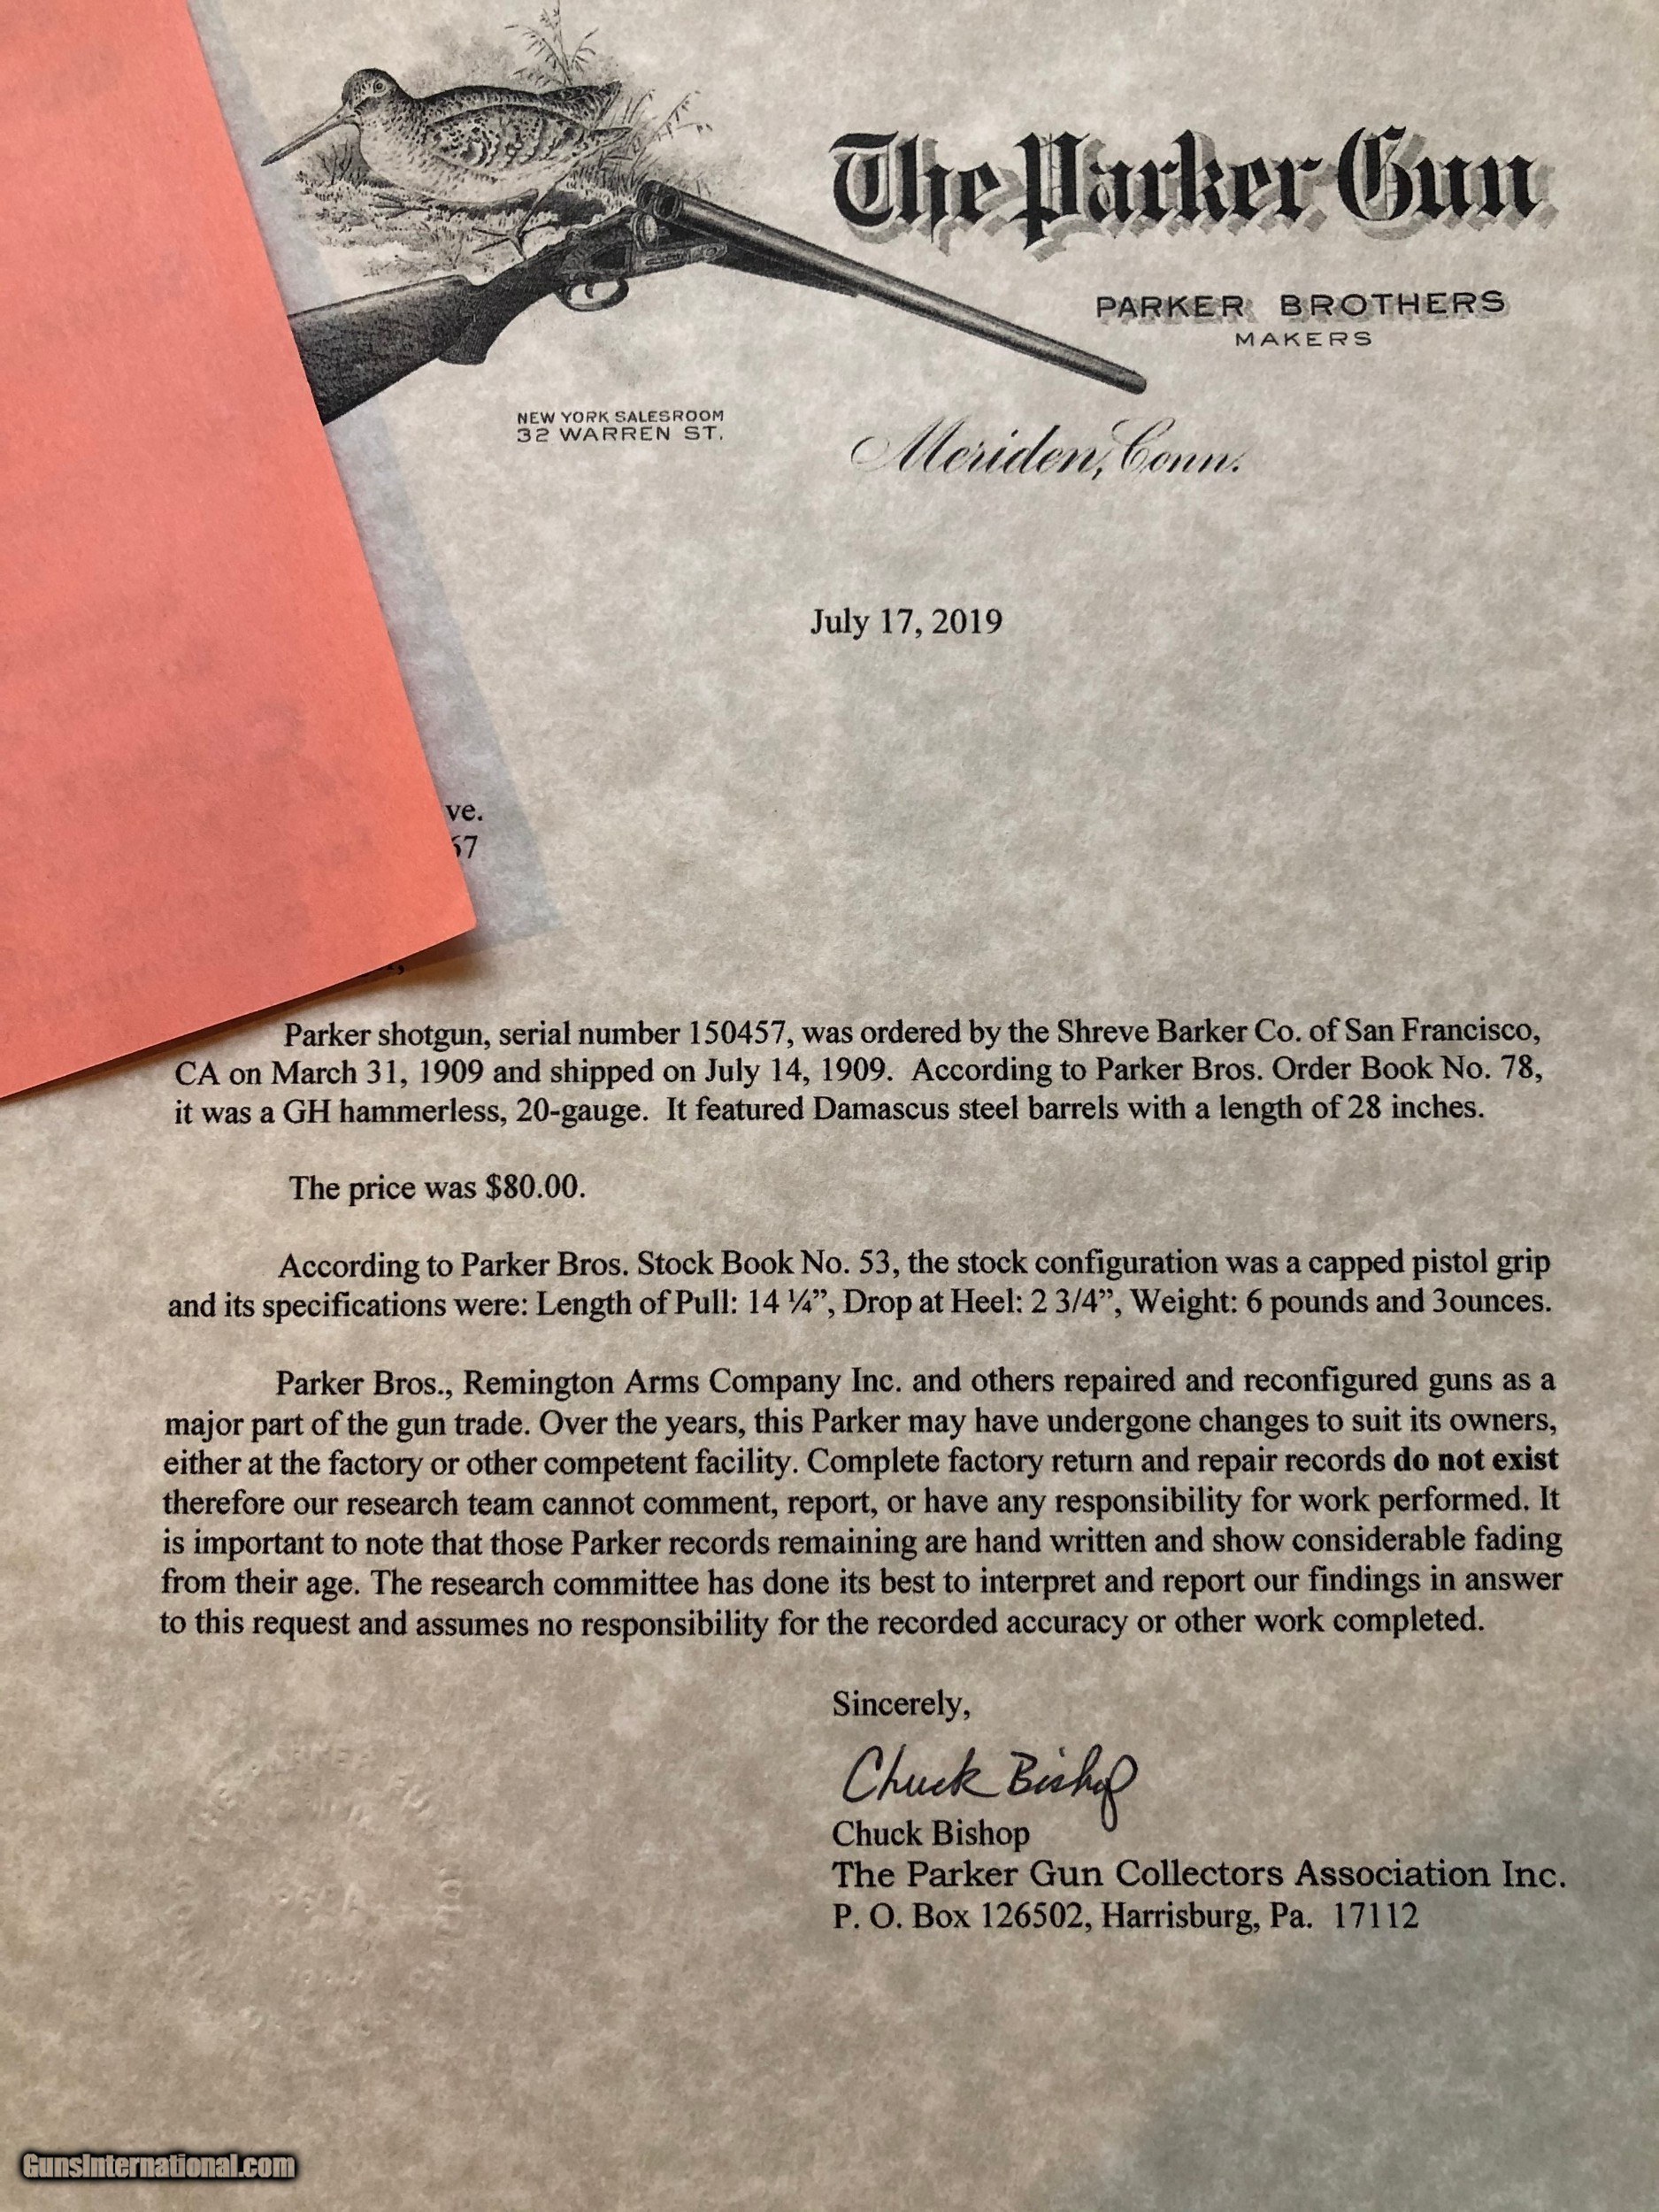 The Parker Gun
PARKER BROTHERS
MAKERS
NEW YORK SALESROOM
32 WARREN ST.
Meriden, Conn.
July 17, 2019
ve.
67
Parker shotgun, serial number 150457, was ordered by the Shreve Barker Co. of San Francisco,
CA on March 31, 1909 and shipped on July 14, 1909.  According to Parker Bros. Order Book No. 78,
it was a GH hammerless, 20-gauge.  It featured Damascus steel barrels with a length of 28 inches.
The price was $80.00.
According to Parker Bros. Stock Book No. 53, the stock configuration was a capped pistol grip
and its specifications were: Length of Pull: 14 ¼”, Drop at Heel: 2 3/4”, Weight: 6 pounds and 3ounces.
Parker Bros., Remington Arms Company Inc. and others repaired and reconfigured guns as a
major part of the gun trade. Over the years, this Parker may have undergone changes to suit its owners,
either at the factory or other competent facility. Complete factory return and repair records do not exist
therefore our research team cannot comment, report, or have any responsibility for work performed. It
is important to note that those Parker records remaining are hand written and show considerable fading
from their age. The research committee has done its best to interpret and report our findings in answer
to this request and assumes no responsibility for the recorded accuracy or other work completed.
Sincerely,
Chuck Bishop
Chuck Bishop
The Parker Gun Collectors Association Inc.
P. O. Box 126502, Harrisburg, Pa.  17112
GunsInternational.com